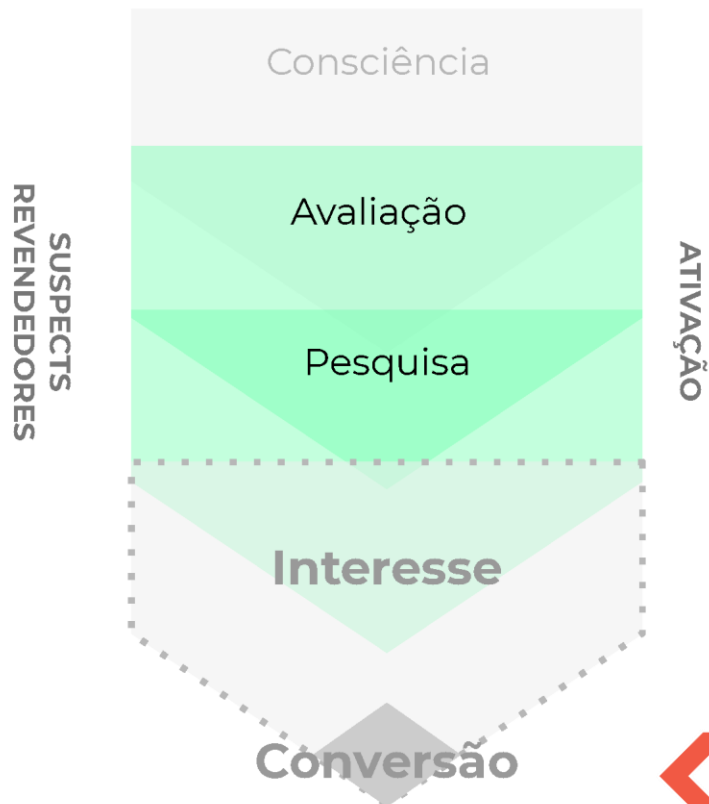 Consciência
Avaliação
Pesquisa
Interesse
Conversão
SUSPECTS
REVENDEDORES
ATIVAÇÃO